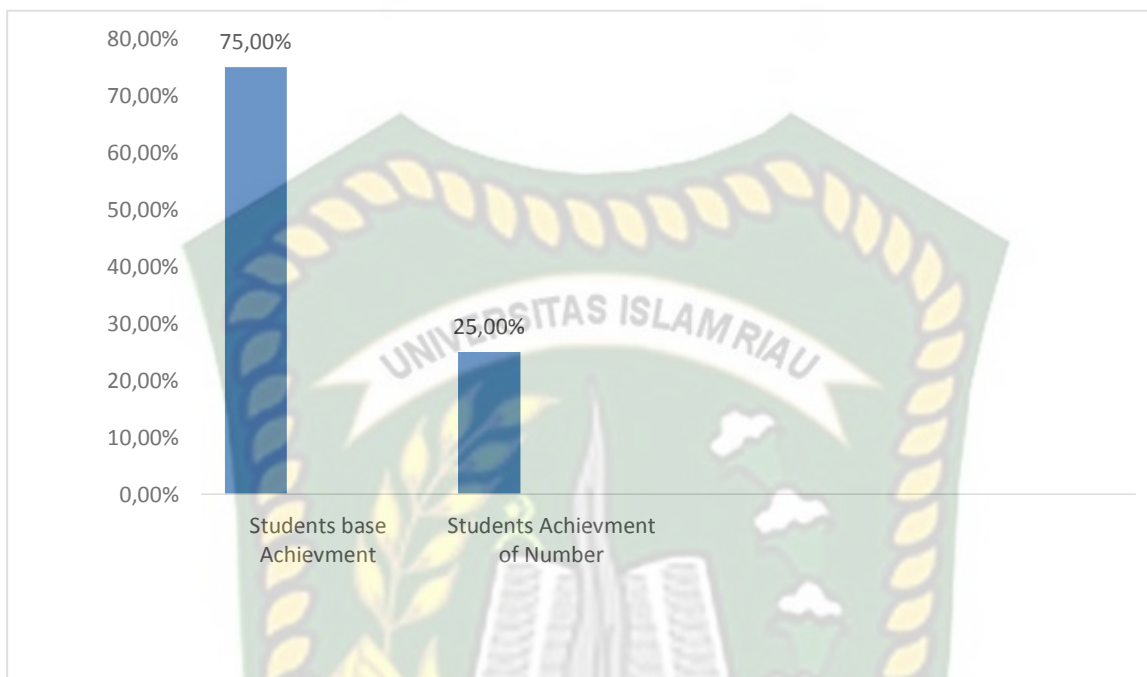 80,00%
70,00%
60,00%
50,00%
40,00%
30,00%
20,00%
10,00%
0,00%
75,00%
25,00%
Students base
Achievment
Students Achievment
of Number
UNIVERSITAS ISLAM RIAU